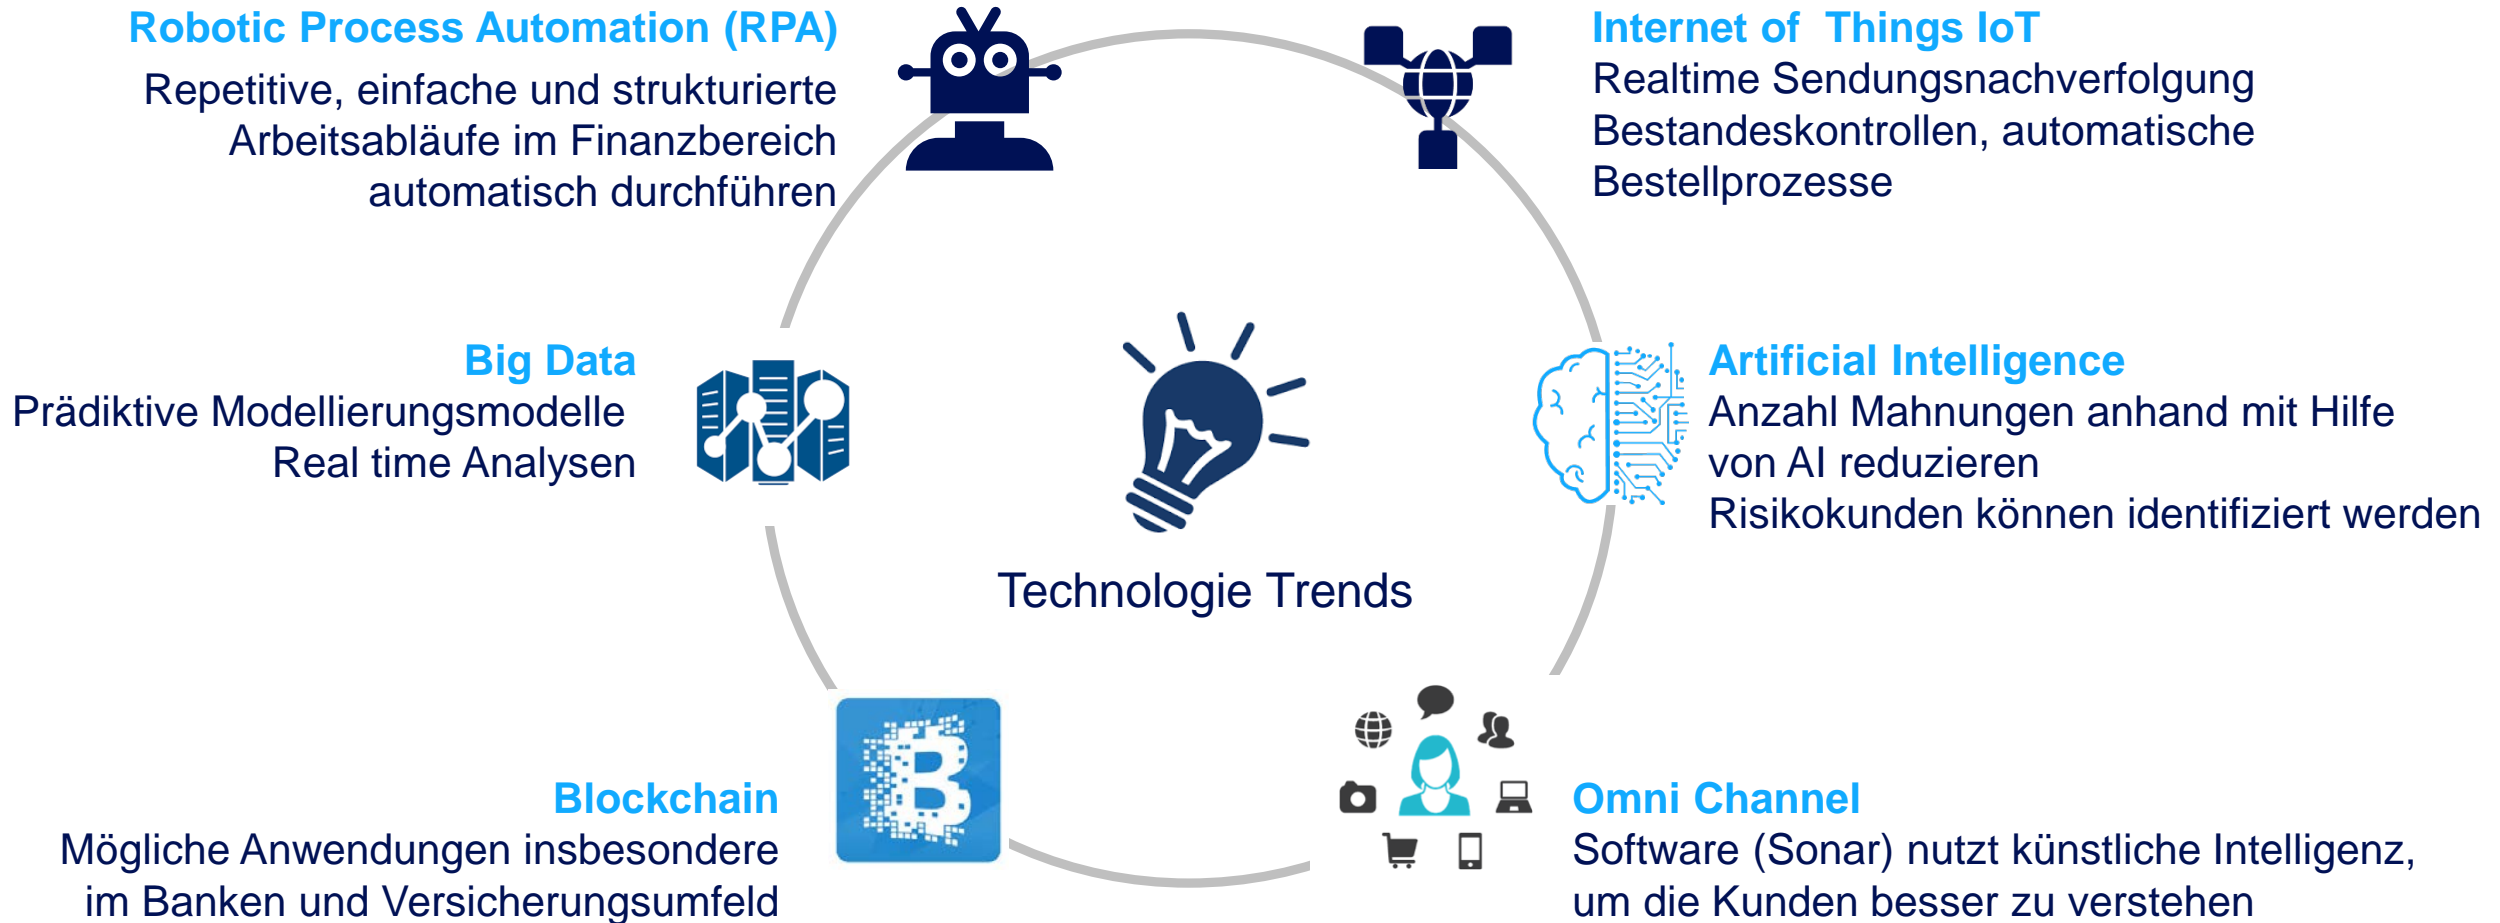 Robotic Process Automation (RPA)
Repetitive, einfache und strukturierte
Arbeitsabläufe im Finanzbereich
automatisch durchführen
Internet of  Things IoT
Realtime Sendungsnachverfolgung
Bestandeskontrollen, automatische
Bestellprozesse
Big Data
Prädiktive Modellierungsmodelle
Real time Analysen
Artificial Intelligence
Anzahl Mahnungen anhand mit Hilfe
von AI reduzieren
Risikokunden können identifiziert werden
Technologie Trends
Blockchain
Mögliche Anwendungen insbesondere
im Banken und Versicherungsumfeld
B
Omni Channel
Software (Sonar) nutzt künstliche Intelligenz,
um die Kunden besser zu verstehen